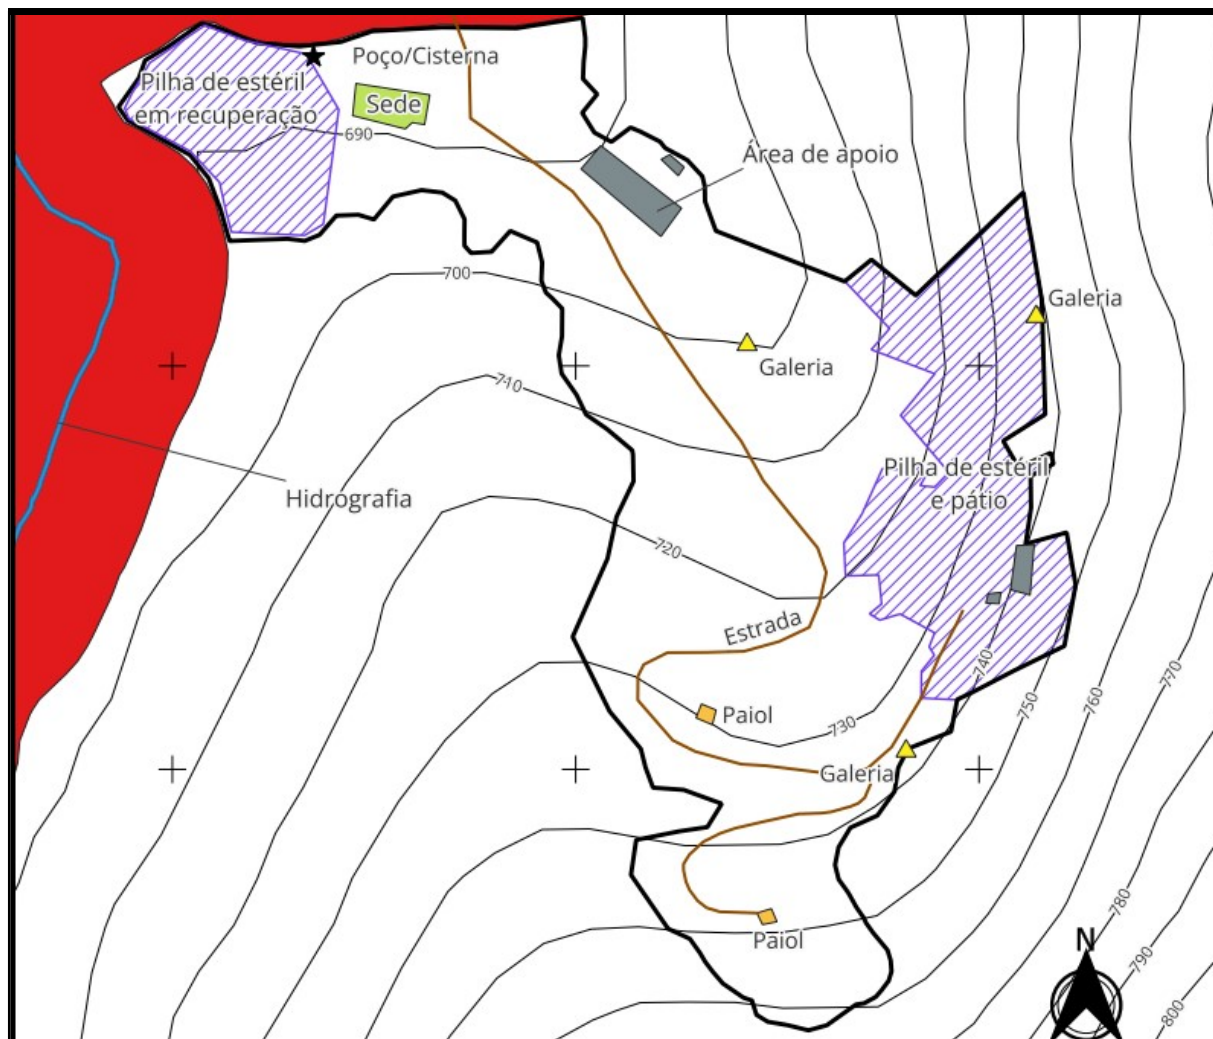 Poço/Cisterna
Pilha de estéril
em recuperação
Sede
690
Área de apoio
700
Galeria
Galeria
710
Pilha de estéril
e pátio
Hidrografia
720
Estrada
740
770
750
760
Paiol
730
Galeria
780
Paiol
N
790
800